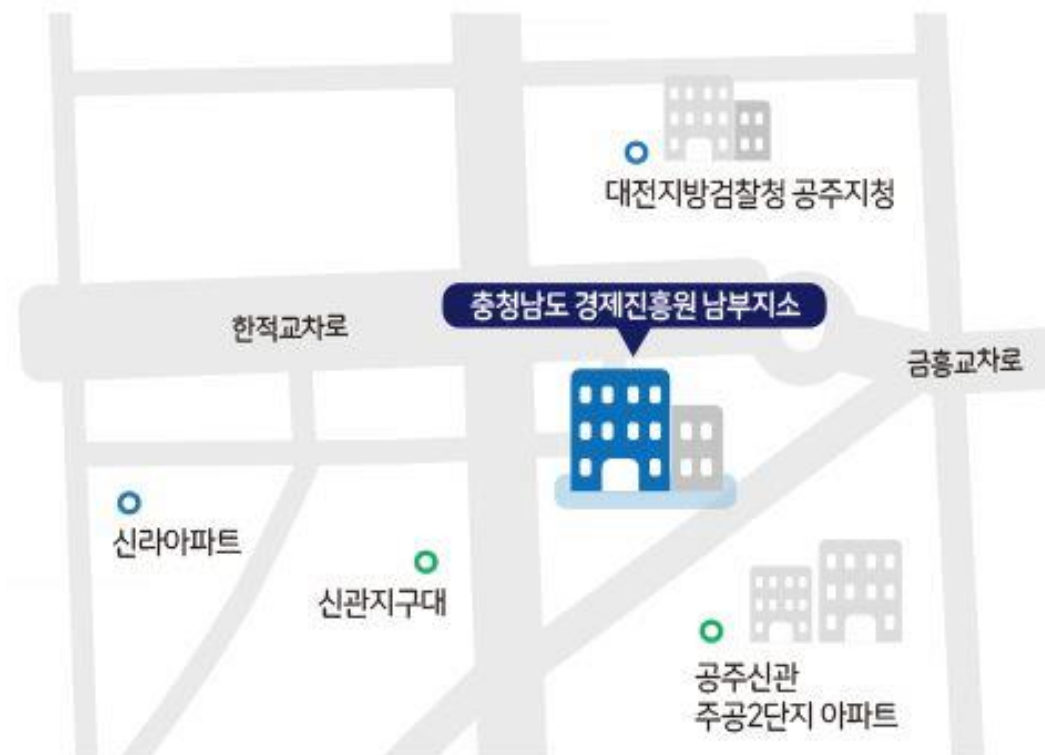 대전지방검찰청 공주지청
충청남도 경제진흥원 남부지소
한적교차로
금흥교차로
신라아파트
신관지구대
공주신관
주공2단지 아파트